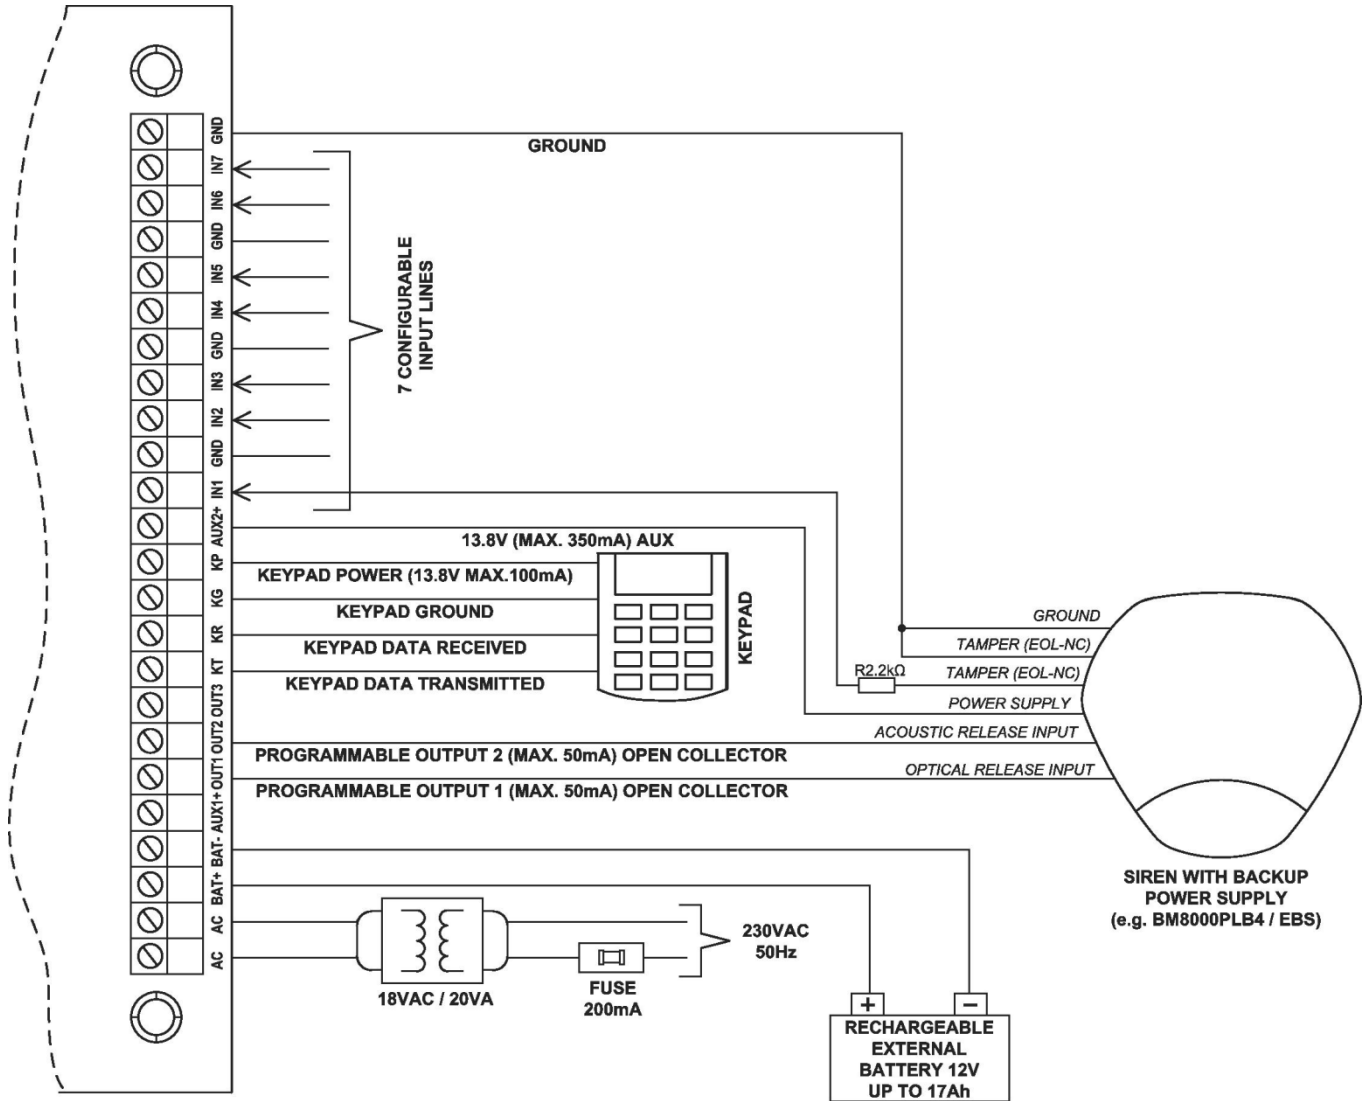 GND
IN7
IN6
GND
IN5
IN4
GND
IN3
IN2
GND
IN1
AUX2+
KP
KG
KR
KT
OUT3
OUT2
OUT1
AUX1+
BAT-
BAT+
AC
AC
GROUND
7 CONFIGURABLE
INPUT LINES
13.8V (MAX. 350mA) AUX
KEYPAD POWER (13.8V MAX.100mA)
KEYPAD GROUND
KEYPAD DATA RECEIVED
KEYPAD DATA TRANSMITTED
KEYPAD
PROGRAMMABLE OUTPUT 2 (MAX. 50mA) OPEN COLLECTOR
PROGRAMMABLE OUTPUT 1 (MAX. 50mA) OPEN COLLECTOR
GROUND
TAMPER (EOL-NC)
R2.2kΩ
TAMPER (EOL-NC)
POWER SUPPLY
ACOUSTIC RELEASE INPUT
OPTICAL RELEASE INPUT
SIREN WITH BACKUP
POWER SUPPLY
(e.g. BM8000PLB4 / EBS)
18VAC / 20VA
FUSE
200mA
230VAC
50Hz
+ −
RECHARGEABLE
EXTERNAL
BATTERY 12V
UP TO 17Ah